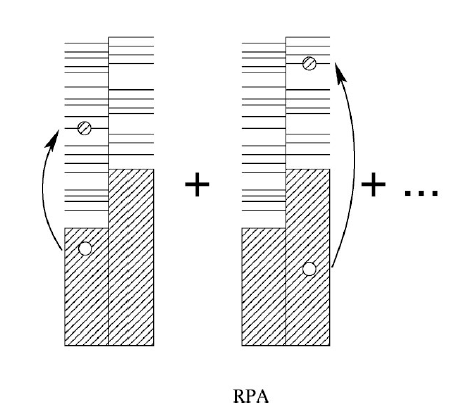 + + ...
RPA